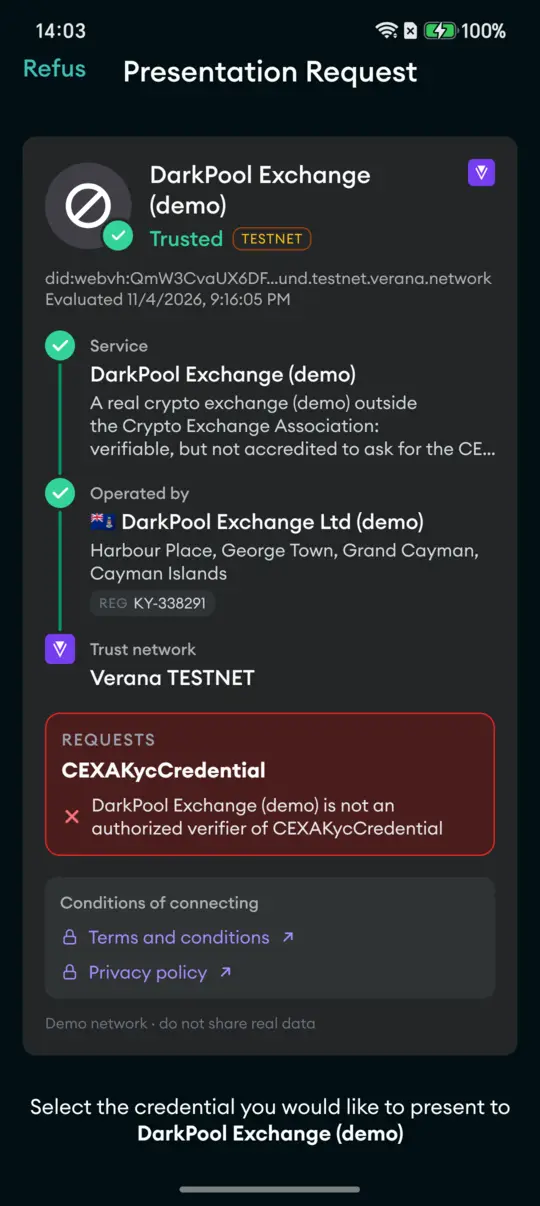 14:03
100%
Refus
Presentation Request
DarkPool Exchange
(demo)
Trusted
TESTNET
did:webvh:QmW3CvaUX6DF...und.testnet.verana.network
Evaluated 11/4/2026, 9:16:05 PM
Service
DarkPool Exchange (demo)
A real crypto exchange (demo) outside
the Crypto Exchange Association:
verifiable, but not accredited to ask for the CE...
Operated by
DarkPool Exchange Ltd (demo)
Harbour Place, George Town, Grand Cayman,
Cayman Islands
REG KY-338291
Trust network
Verana TESTNET
REQUESTS
CEXAKycCredential
DarkPool Exchange (demo) is not an
authorized verifier of CEXAKycCredential
Conditions of connecting
Terms and conditions
Privacy policy
Demo network · do not share real data
Select the credential you would like to present to
DarkPool Exchange (demo)